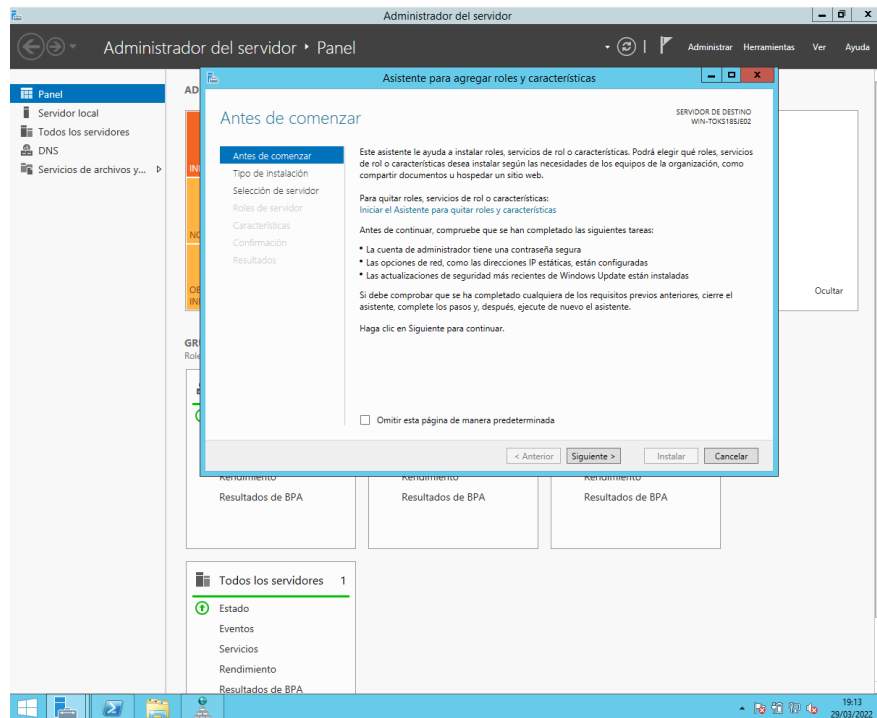 Administrador del servidor
Administrador del servidor • Panel
Administrar Herramientas Ver Ayuda
Panel
Servidor local
Todos los servidores
DNS
Servicios de archivos y...
AD
IN
NO
OB
INI
Ocultar
GR
Role
Asistente para agregar roles y características
Antes de comenzar
SERVIDOR DE DESTINO
WIN-TOKS185JE02
Antes de comenzar
Tipo de instalación
Selección de servidor
Roles de servidor
Características
Confirmación
Resultados
Este asistente le ayuda a instalar roles, servicios de rol o características. Podrá elegir qué roles, servicios
de rol o características desea instalar según las necesidades de los equipos de la organización, como
compartir documentos u hospedar un sitio web.
Para quitar roles, servicios de rol o características:
Iniciar el Asistente para quitar roles y características
Antes de continuar, compruebe que se han completado las siguientes tareas:
• La cuenta de administrador tiene una contraseña segura
• Las opciones de red, como las direcciones IP estáticas, están configuradas
• Las actualizaciones de seguridad más recientes de Windows Update están instaladas
Si debe comprobar que se ha completado cualquiera de los requisitos previos anteriores, cierre el
asistente, complete los pasos y, después, ejecute de nuevo el asistente.
Haga clic en Siguiente para continuar.
Omitir esta página de manera predeterminada
< Anterior Siguiente > Instalar Cancelar
Rendimiento Rendimiento Rendimiento
Resultados de BPA Resultados de BPA Resultados de BPA
Todos los servidores 1
Estado
Eventos
Servicios
Rendimiento
Resultados de BPA
19:13
29/03/2022